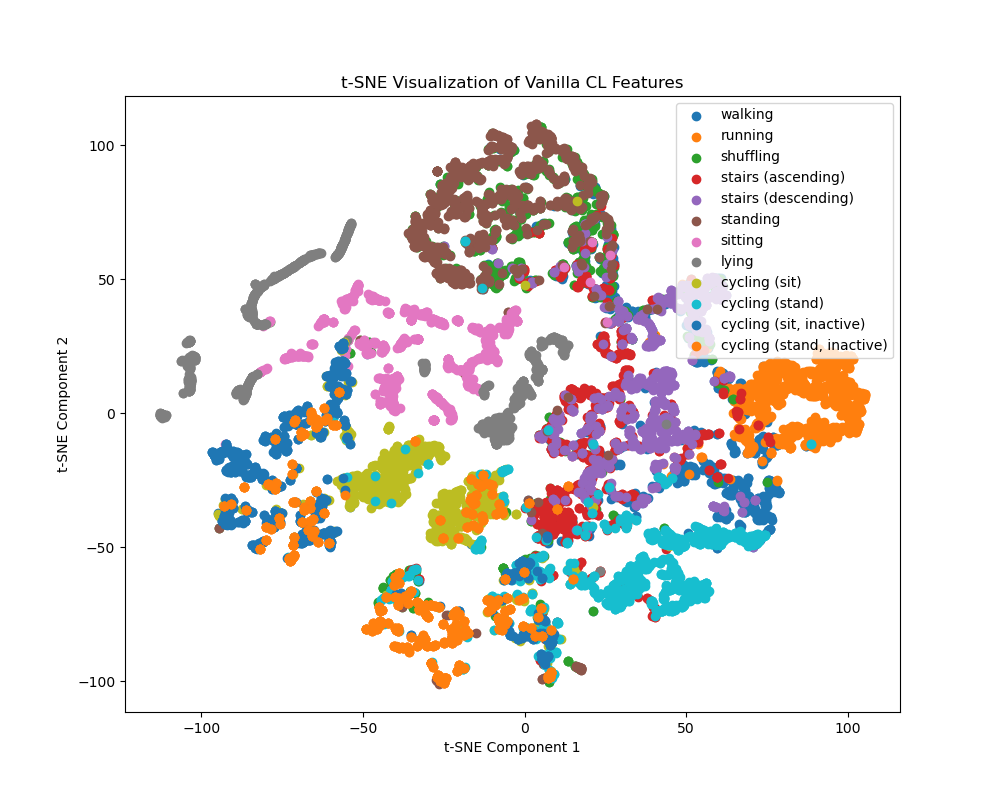 t-SNE Visualization of Vanilla CL Features
walking
running
shuffling
stairs (ascending)
stairs (descending)
standing
sitting
lying
cycling (sit)
cycling (stand)
cycling (sit, inactive)
cycling (stand, inactive)
100
50
0
−50
−100
t-SNE Component 2
−100
−50
0
50
100
t-SNE Component 1